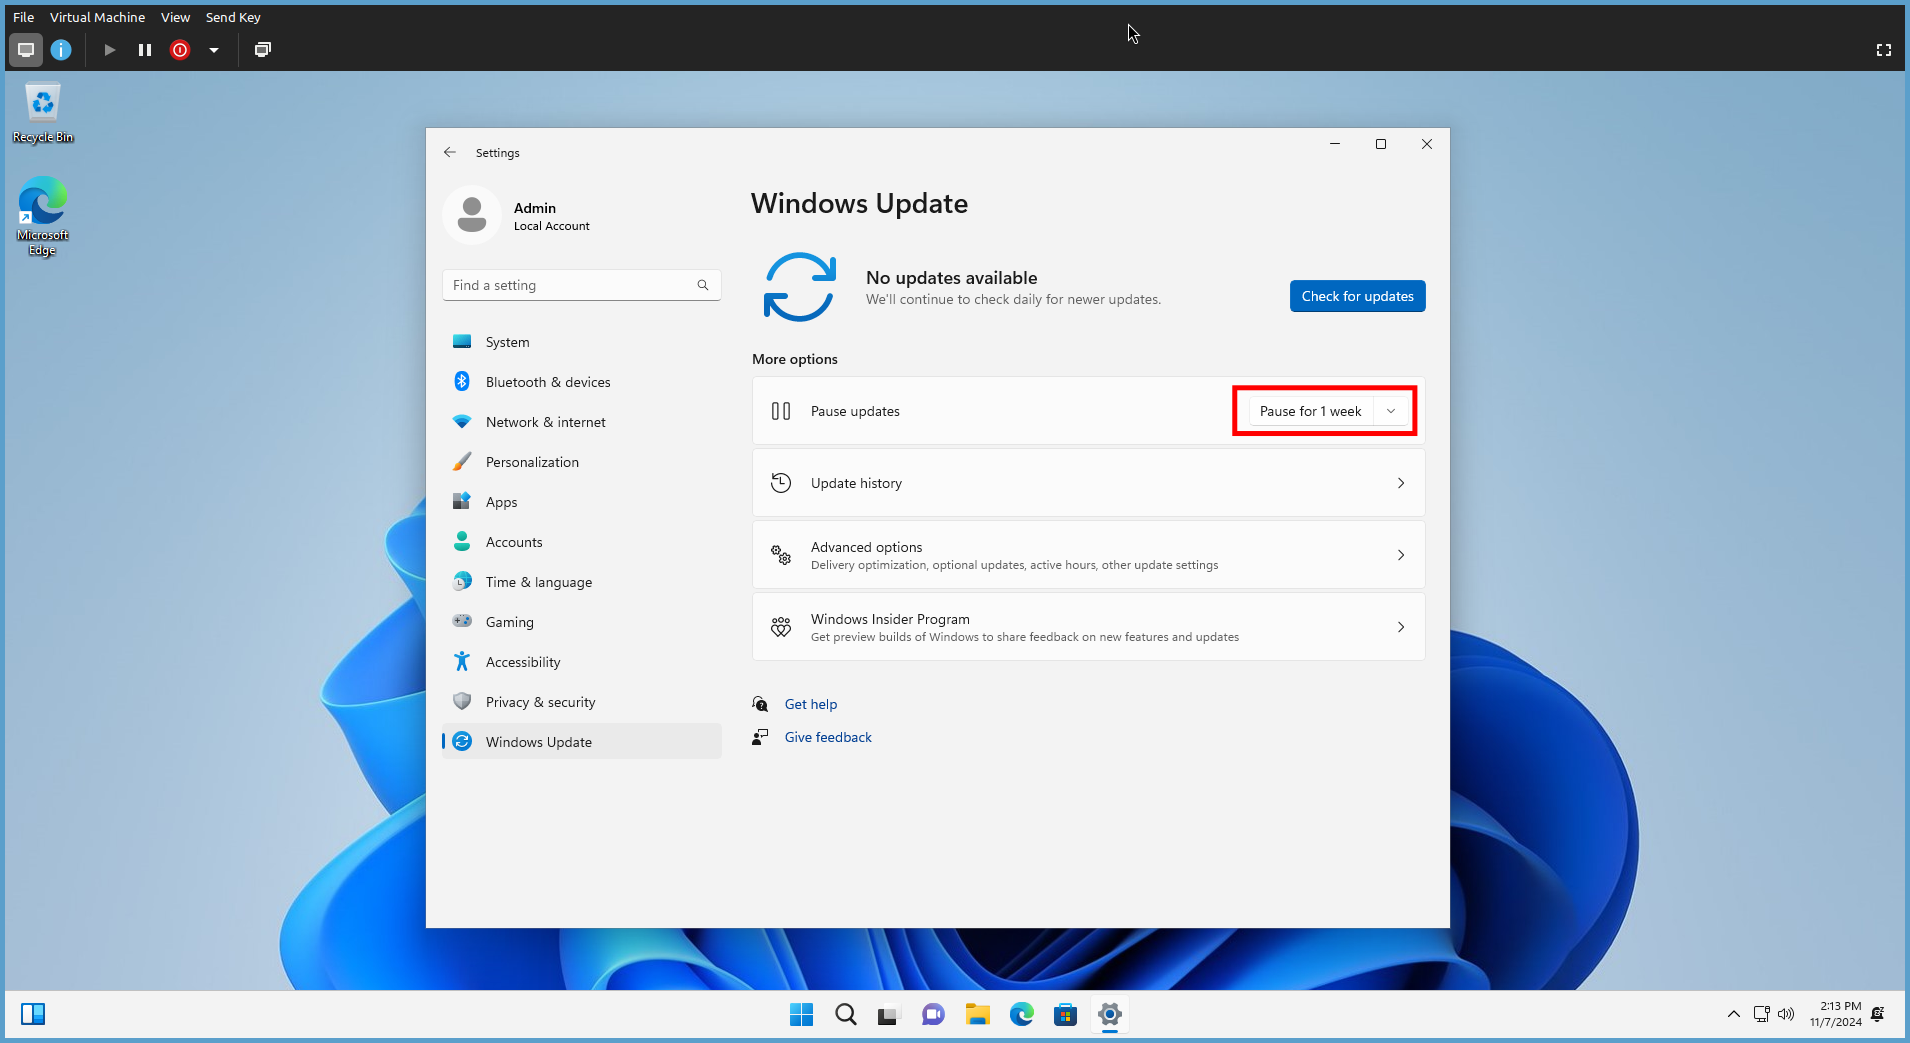 File Virtual Machine View Send Key
Recycle Bin
Microsoft
Edge
Settings
Admin
Local Account
Find a setting
System
Bluetooth & devices
Network & internet
Personalization
Apps
Accounts
Time & language
Gaming
Accessibility
Privacy & security
Windows Update
Windows Update
No updates available
We'll continue to check daily for newer updates.
Check for updates
More options
Pause updates
Pause for 1 week
Update history
Advanced options
Delivery optimization, optional updates, active hours, other update settings
Windows Insider Program
Get preview builds of Windows to share feedback on new features and updates
Get help
Give feedback
2:13 PM
11/7/2024